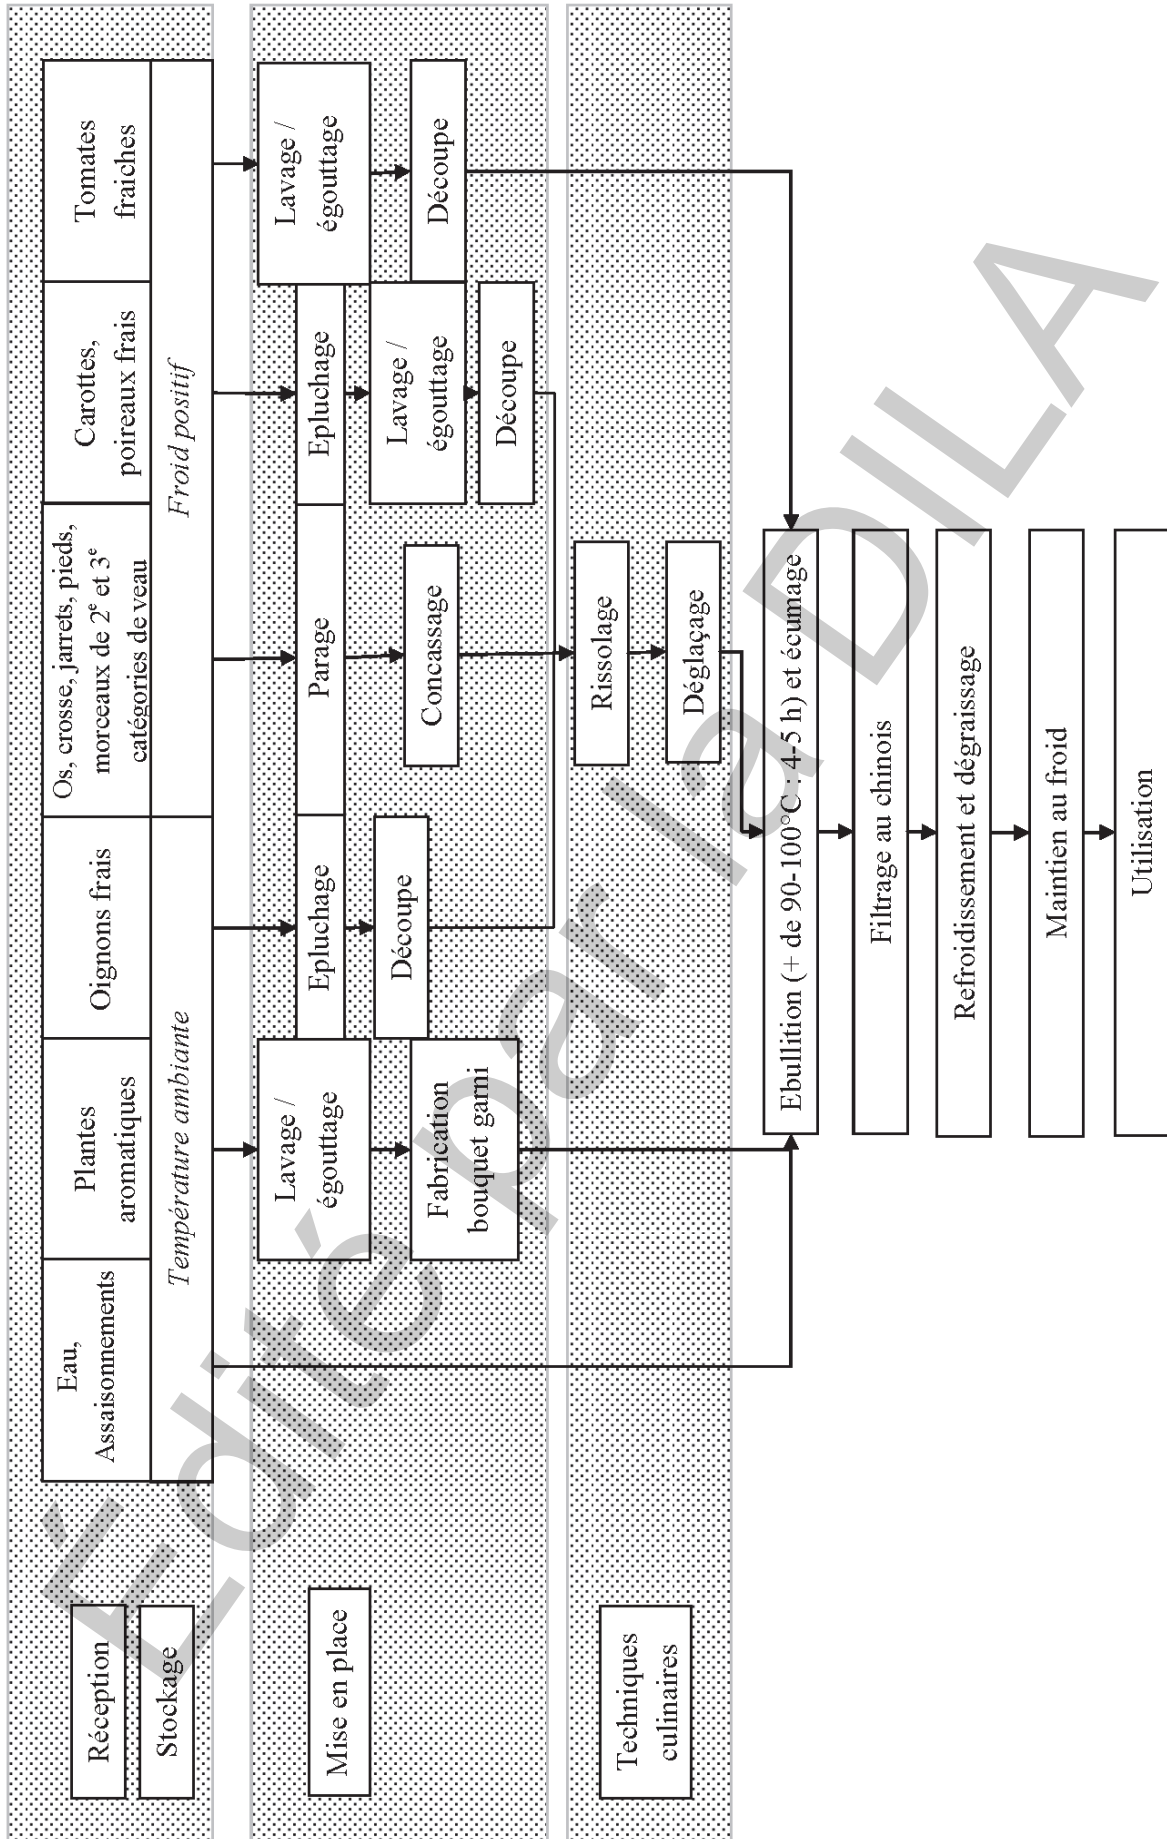 Réception
Stockage
Eau,
Assaisonnements
Plantes
aromatiques
Oignons frais
Os, crosse, jarrets, pieds,
morceaux de 2e et 3e
catégories de veau
Carottes,
poireaux frais
Tomates
fraiches
Température ambiante
Froid positif
Mise en place
Lavage /
égouttage
Fabrication
bouquet garni
Epluchage
Découpe
Parage
Concassage
Epluchage
Lavage /
égouttage
Découpe
Lavage /
égouttage
Découpe
Techniques
culinaires
Rissolage
Déglaçage
Ebullition (+ de 90-100°C : 4-5 h) et écumage
Filtrage au chinois
Refroidissement et dégraissage
Maintien au froid
Utilisation
Édité par la DILA